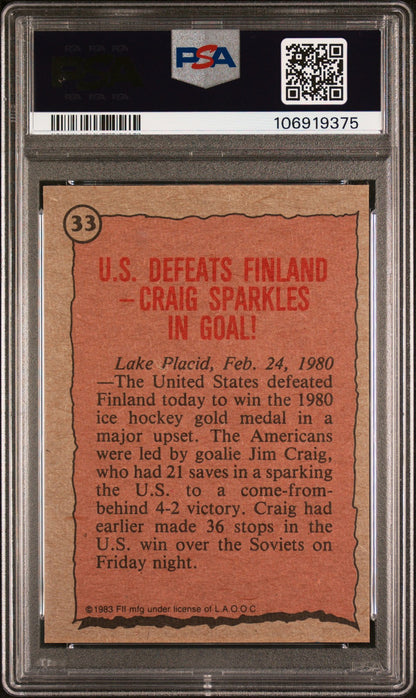 PSA
106919375
33
U.S. DEFEATS FINLAND
—CRAIG SPARKLES
IN GOAL!
Lake Placid, Feb. 24, 1980
—The United States defeated
Finland today to win the 1980
ice hockey gold medal in a
major upset. The Americans
were led by goalie Jim Craig,
who had 21 saves in a sparking
the U.S. to a come-from-
behind 4-2 victory. Craig had
earlier made 36 stops in the
U.S. win over the Soviets on
Friday night.
©1983 FII mfg under license of L.A.O.O.C